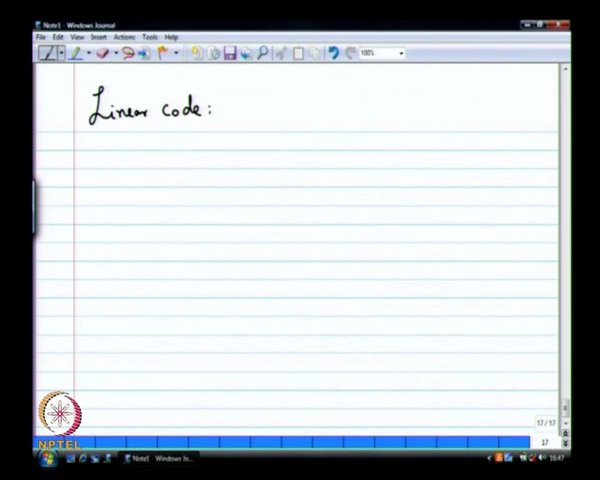 Note1 - Windows Journal
File Edit View Insert Actions Tools Help
100%
Linear code:
17 / 17
NPTEL
17
Note1 - Windows Jo...
16:47